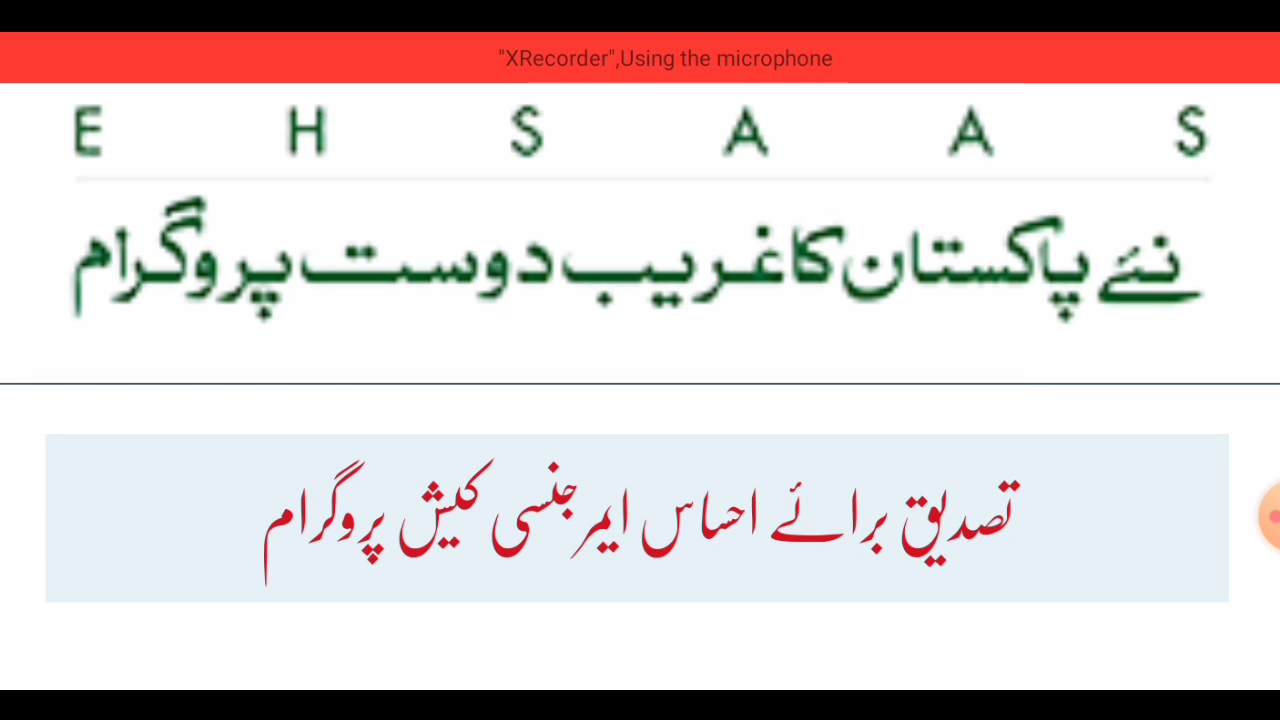 "XRecorder",Using the microphone
E H S A A S
نئے پاکستان کا غریب دوست پروگرام
تصدیق برائے احساس ایمرجنسی کیش پروگرام